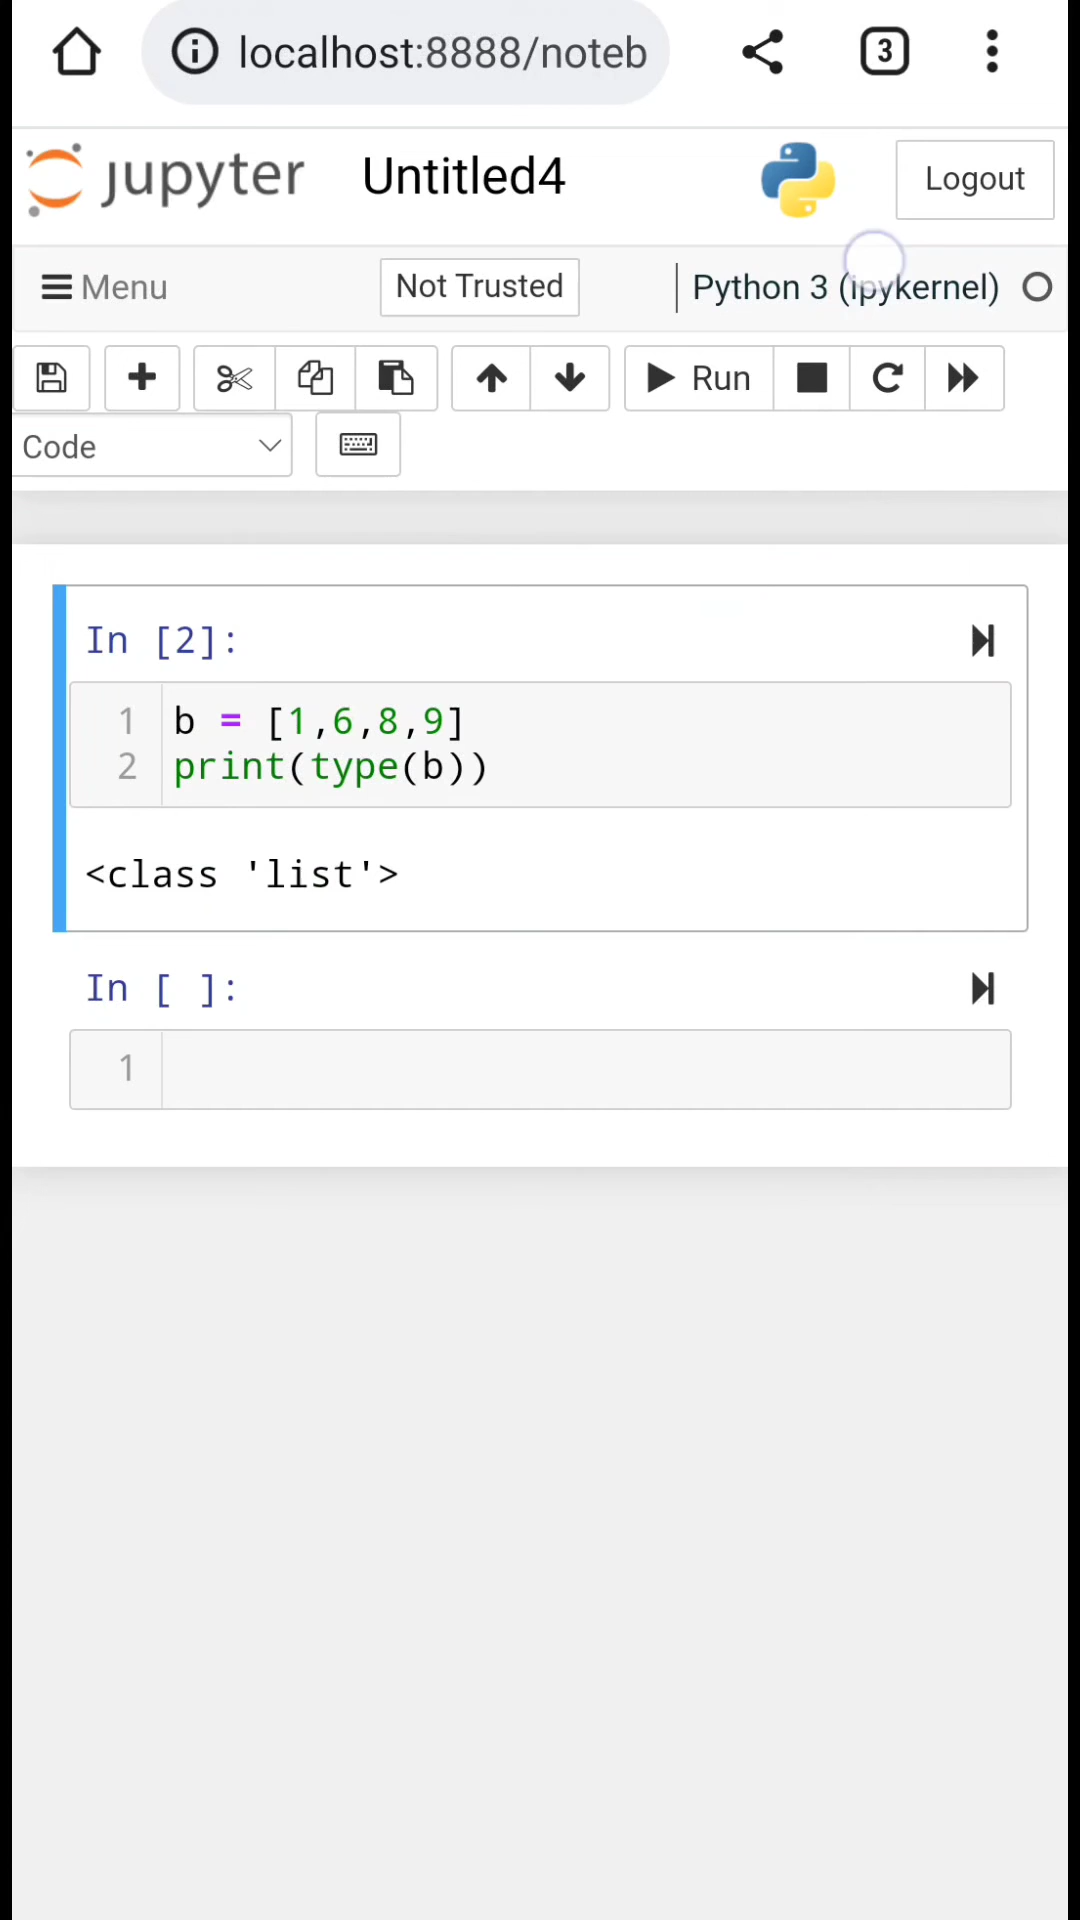 localhost:8888/noteb
3
jupyter Untitled4
Logout
Menu
Not Trusted
Python 3 (ipykernel)
Run
Code
In [2]:
1 b = [1,6,8,9]
2 print(type(b))
<class 'list'>
In [ ]:
1